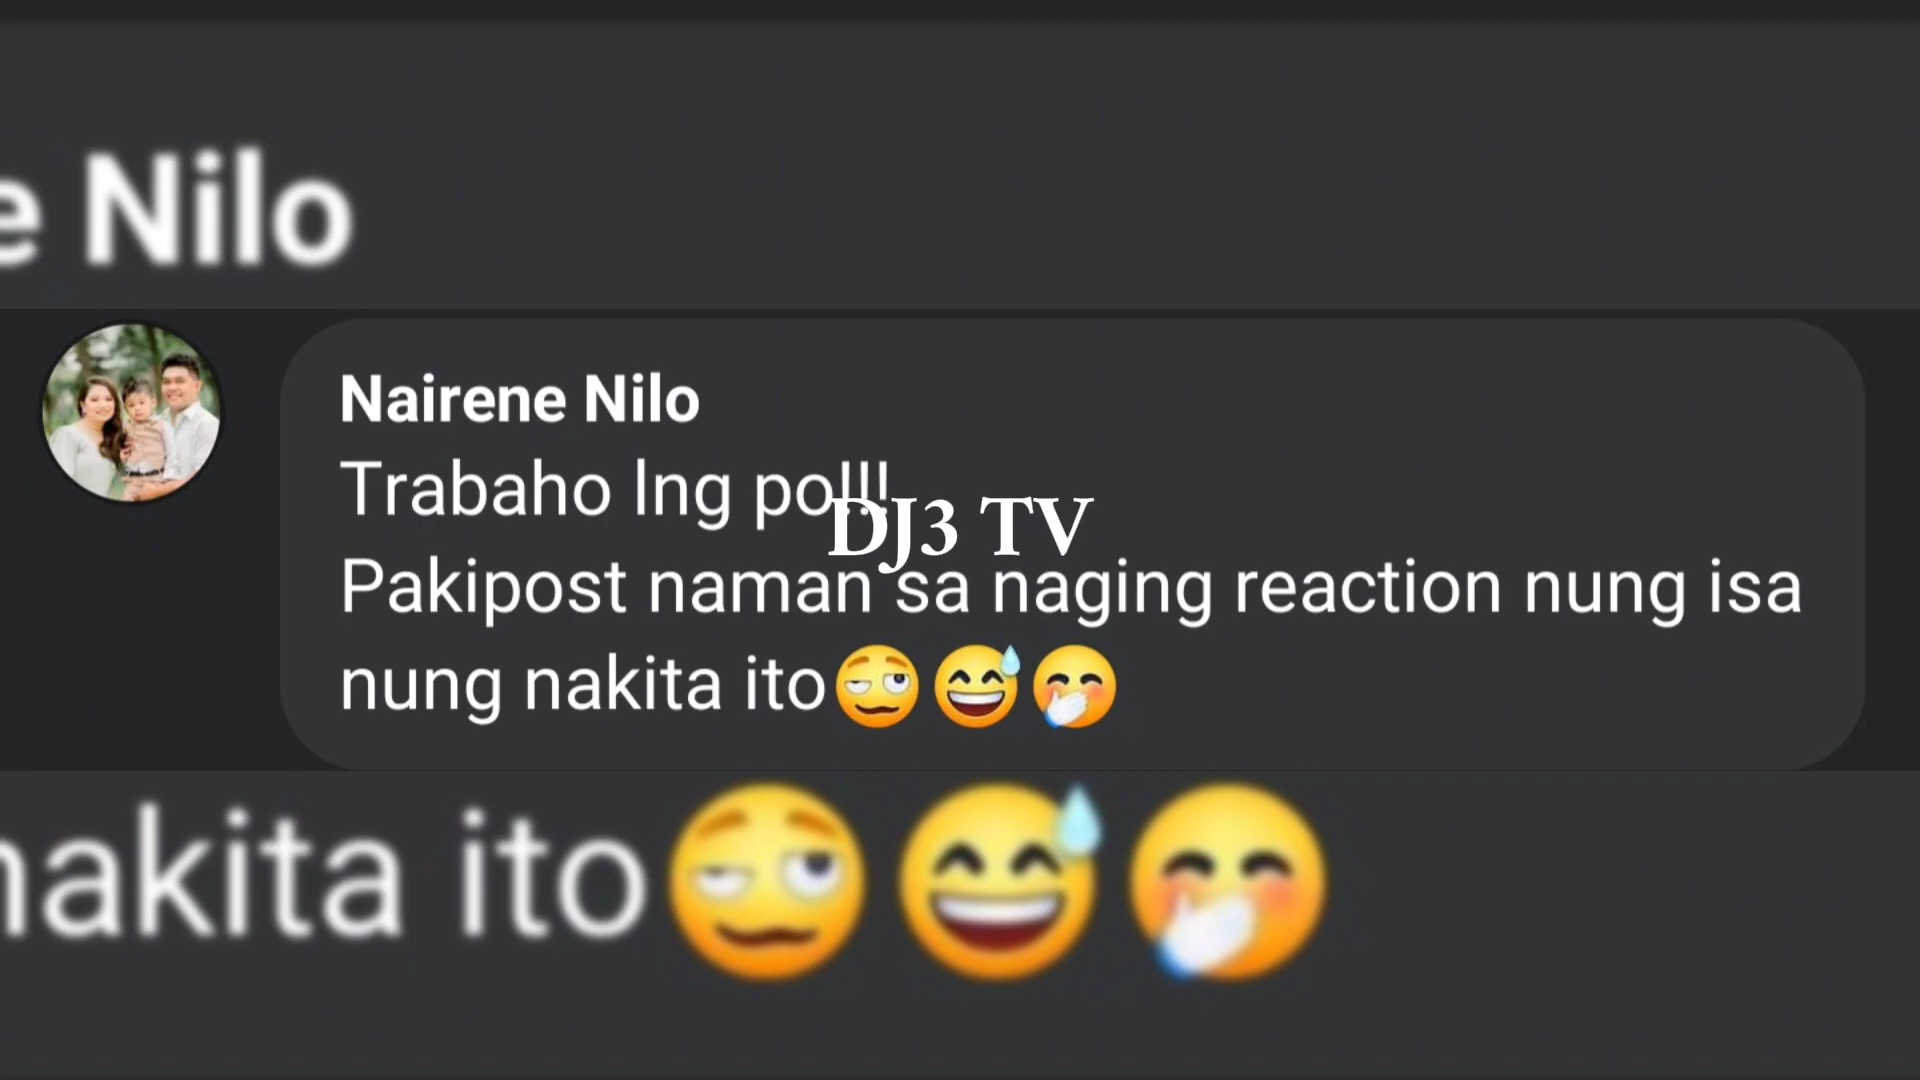 e Nilo
Nairene Nilo
Trabaho lng po!!!
DJ3 TV
Pakipost naman sa naging reaction nung isa
nung nakita ito🥴😅🤭
nakita ito🥴😅🤭